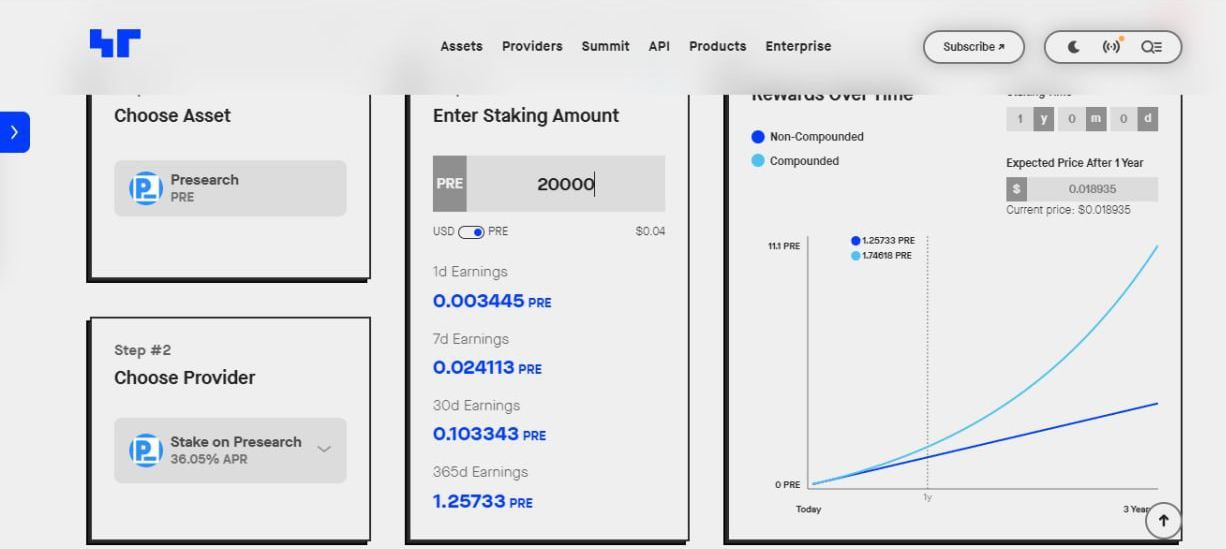 Assets Providers Summit API Products Enterprise
Subscribe ↗
Choose Asset
Presearch
PRE
Step #2
Choose Provider
Stake on Presearch
36.05% APR
Enter Staking Amount
PRE 20000
USD PRE $0.04
1d Earnings
0.003445 PRE
7d Earnings
0.024113 PRE
30d Earnings
0.103343 PRE
365d Earnings
1.25733 PRE
Rewards Over Time
Non-Compounded
Compounded
Staking Time
1 y 0 m 0 d
Expected Price After 1 Year
$ 0.018935
Current price: $0.018935
11.1 PRE
1.25733 PRE
1.74618 PRE
0 PRE
1y
Today
3 Year